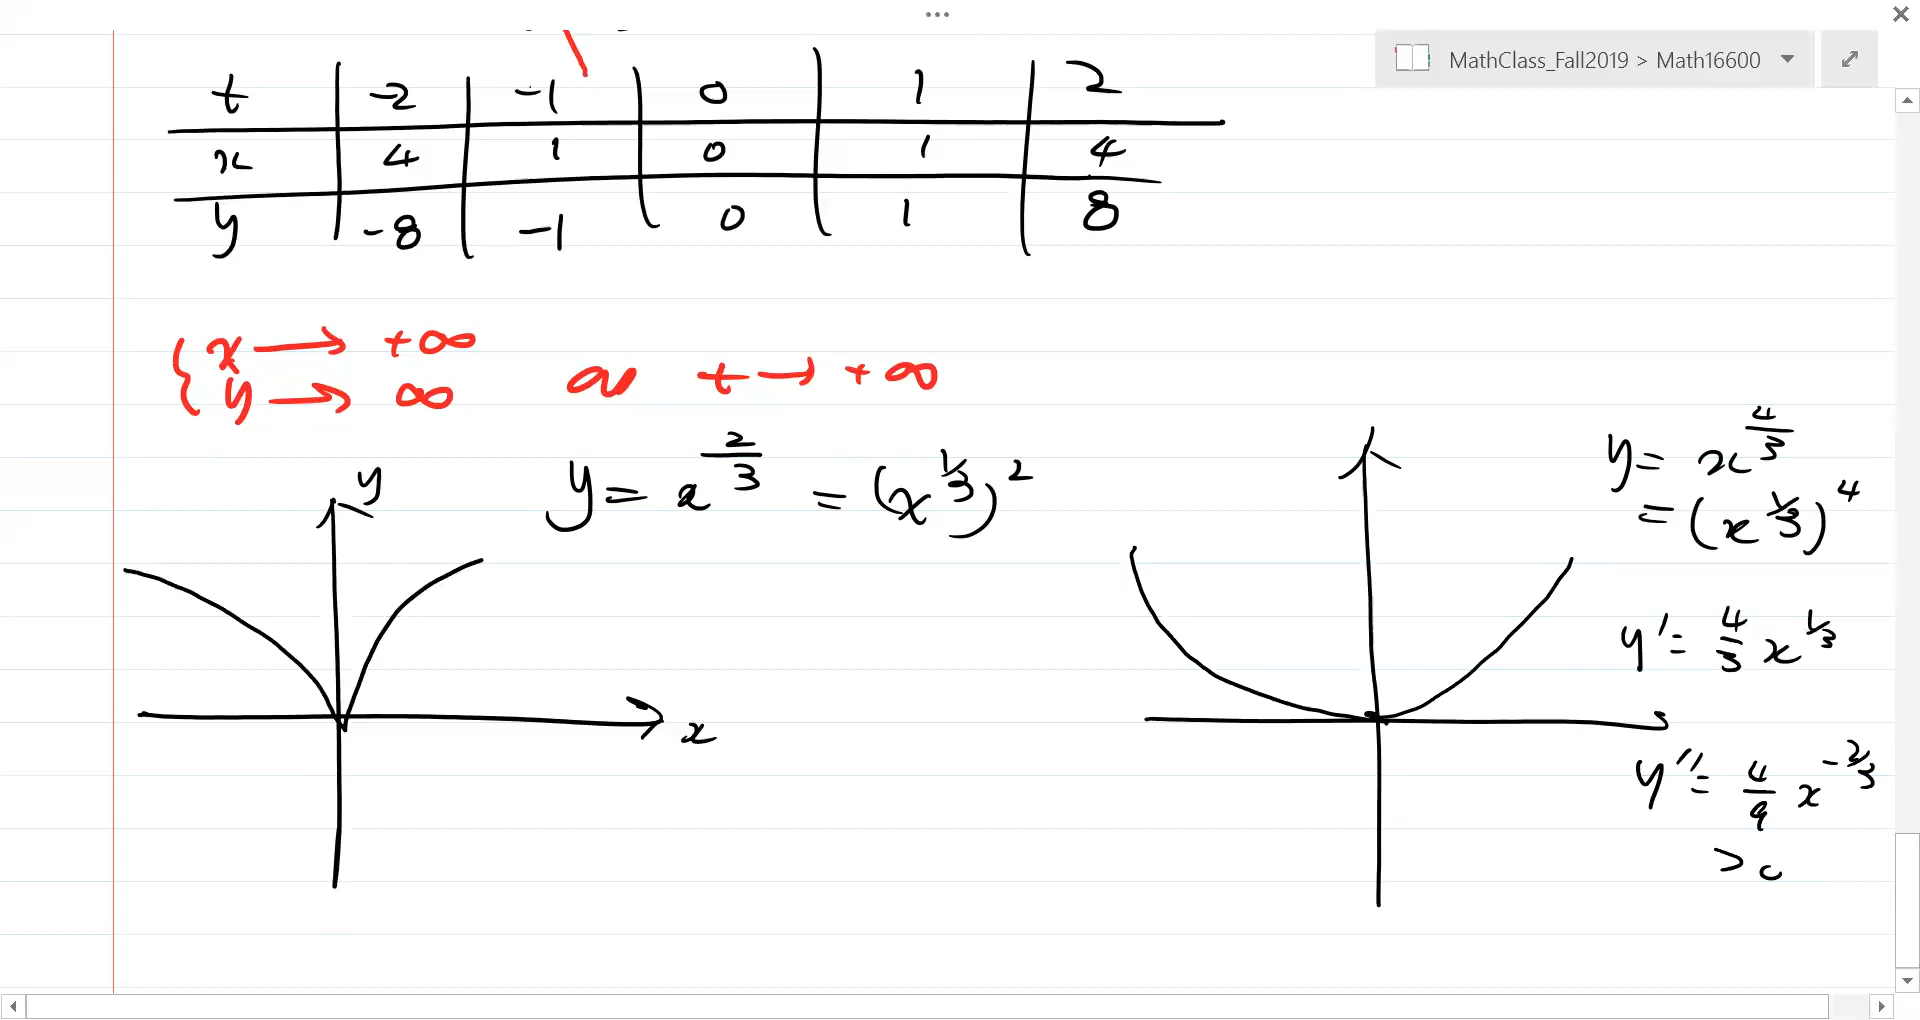 MathClass_Fall2019 > Math16600
t -2 -1 0 1 2
x 4 1 0 1 4
y -8 -1 0 1 8
x → +∞
y → ∞
as t → +∞
y = x^(2/3) = (x^(1/3))^2
y
x
y = x^(4/3)
= (x^(1/3))^4
y' = 4/3 x^(1/3)
y'' = 4/9 x^(-2/3)
> 0